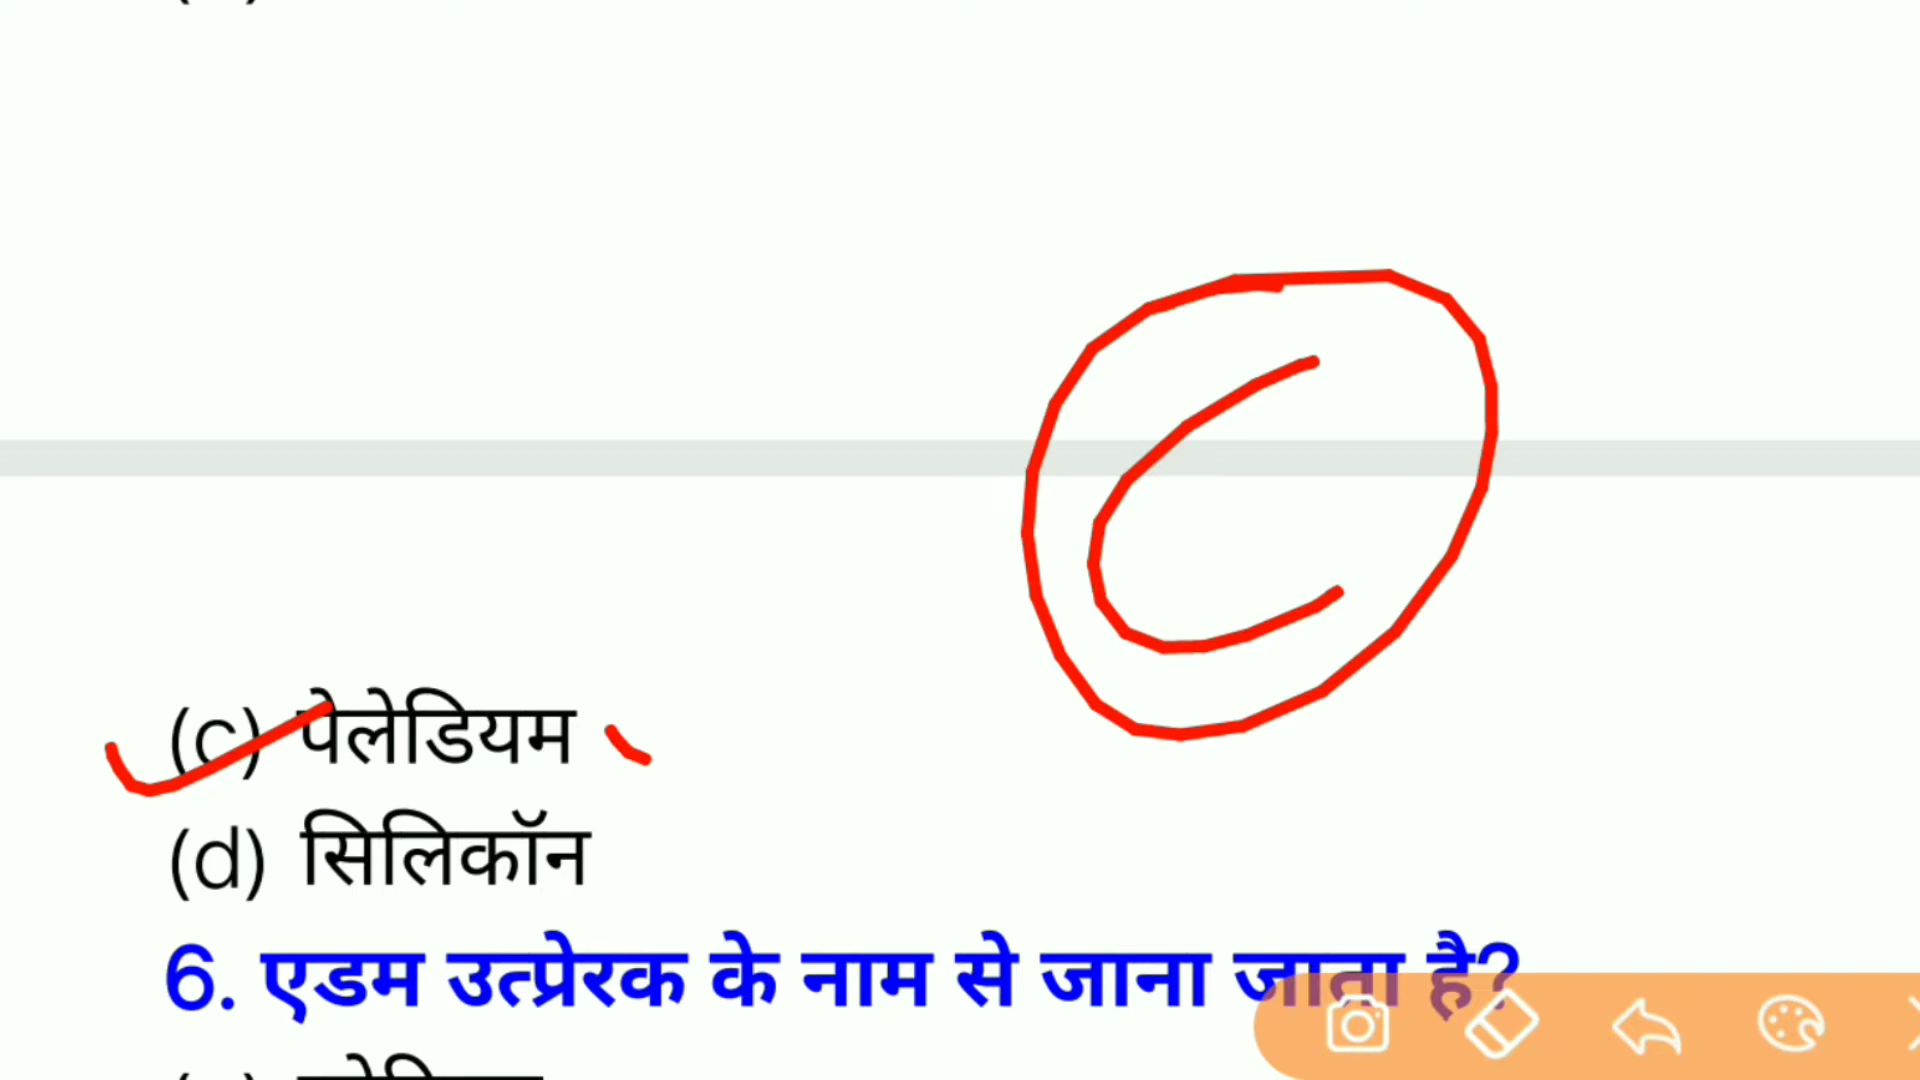 C
(c) पेलेडियम
(d) सिलिकॉन
6. एडम उत्प्रेरक के नाम से जाना जाता है?